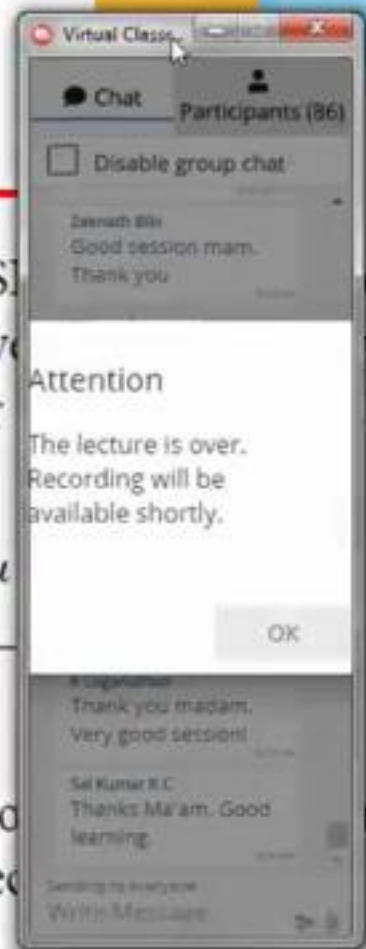 Virtual Classr
Chat
Participants (86)
Disable group chat
Zeenath Bibi
Good session mam.
Thank you
Attention
The lecture is over.
Recording will be
available shortly.
OK
Thank you madam.
Very good session!
Sai Kumar R C
Thanks Ma'am. Good
learning.
Sending to everyone
Write Message